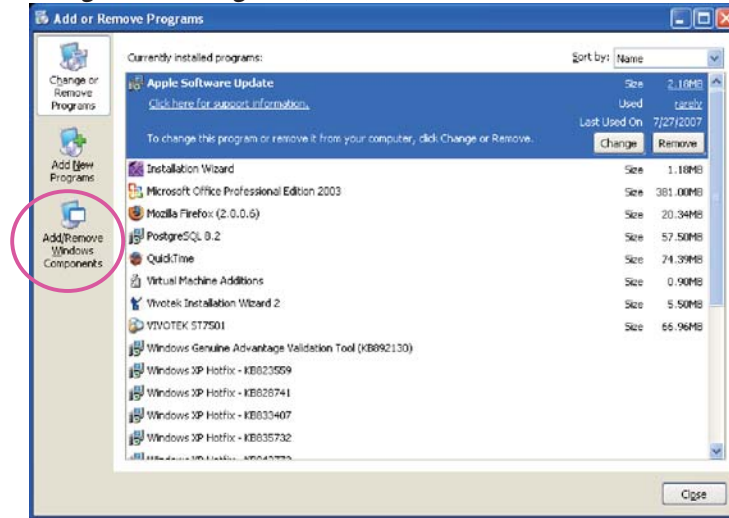 Add or Remove Programs
Currently installed programs:
Sort by: Name
Change or
Remove
Programs
Add New
Programs
Add/Remove
Windows
Components
Apple Software Update Size 2.18MB
Click here for support information. Used rarely
Last Used On 7/27/2007
To change this program or remove it from your computer, click Change or Remove. Change Remove
Installation Wizard Size 1.18MB
Microsoft Office Professional Edition 2003 Size 381.00MB
Mozilla Firefox (2.0.0.6) Size 20.34MB
PostgreSQL 8.2 Size 57.50MB
QuickTime Size 74.39MB
Virtual Machine Additions Size 0.90MB
Vivotek Installation Wizard 2 Size 5.50MB
VIVOTEK ST7501 Size 66.96MB
Windows Genuine Advantage Validation Tool (KB892130)
Windows XP Hotfix - KB823559
Windows XP Hotfix - KB828741
Windows XP Hotfix - KB833407
Windows XP Hotfix - KB835732
Close